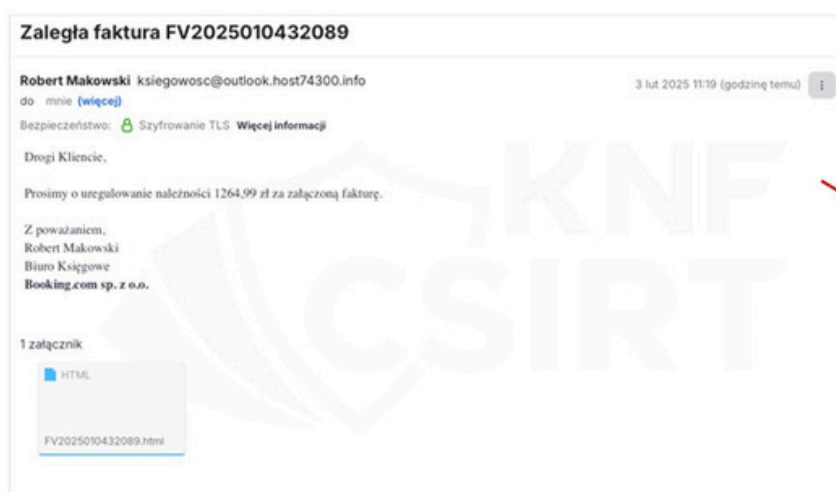 Zaległa faktura FV2025010432089
Robert Makowski ksiegowosc@outlook.host74300.info
3 lut 2025 11:19 (godzinę temu)
do mnie (więcej)
Bezpieczeństwo: Szyfrowanie TLS Więcej informacji
Drogi Kliencie,
Prosimy o uregulowanie należności 1264,99 zł za załączoną fakturę.
Z poważaniem,
Robert Makowski
Biuro Księgowe
Booking.com sp. z o.o.
1 załącznik
HTML
FV2025010432089.html
KNF
CSIRT